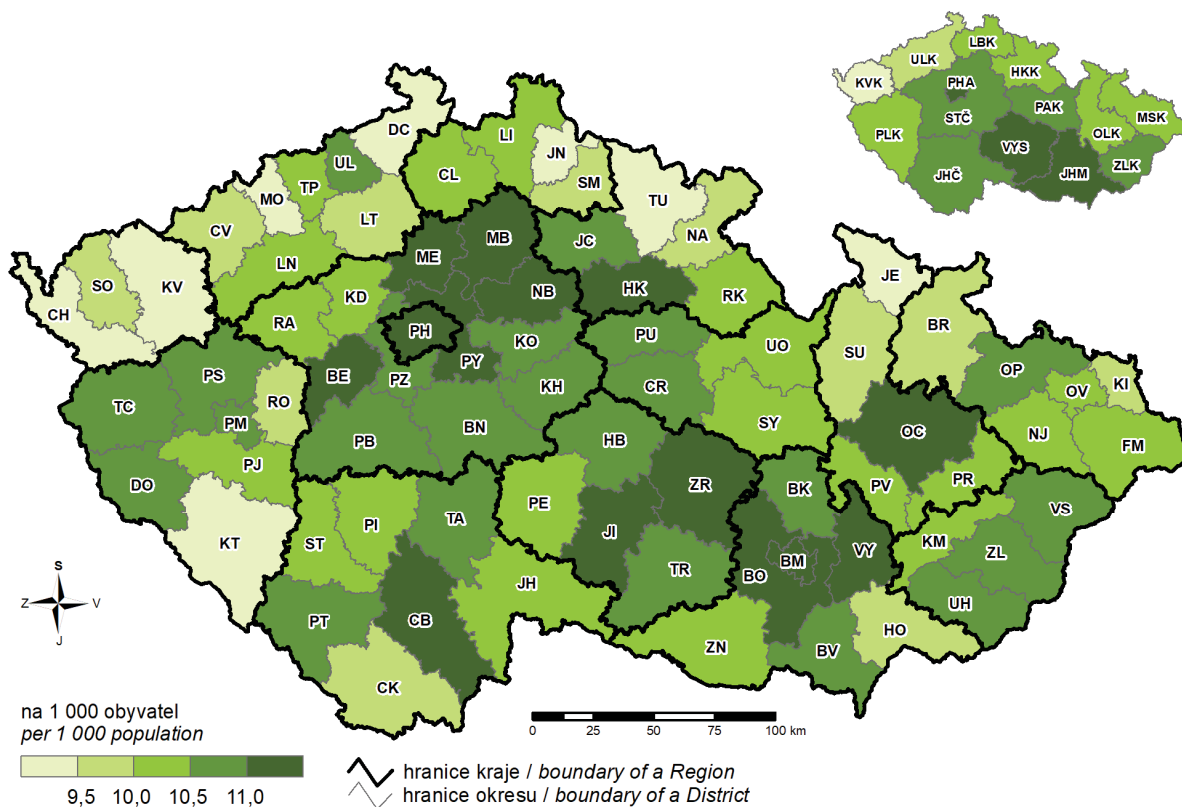 LBK
ULK
HKK
KVK
PHA
PAK
MSK
STČ
PLK
OLK
VYS
ZLK
JHČ
JHM
DC
LI
UL
JN
CL
TP
SM
MO
TU
LT
CV
MB
NA
JC
ME
LN
JE
SO
KV
KD
NB
HK
RK
CH
RA
BR
PH
PU
UO
SU
KO
PY
OP
BE
PZ
PS
CR
KI
OV
RO
KH
TC
PM
BN
SY
OC
NJ
PB
HB
FM
PJ
DO
ZR
BK
PV
PR
PE
VS
TA
PI
JI
KM
KT
ST
VY
BM
ZL
TR
BO
JH
UH
PT
CB
HO
ZN
BV
CK
S
Z V
J
na 1 000 obyvatel
per 1 000 population
9,5 10,0 10,5 11,0
0 25 50 75 100 km
hranice kraje / boundary of a Region
hranice okresu / boundary of a District